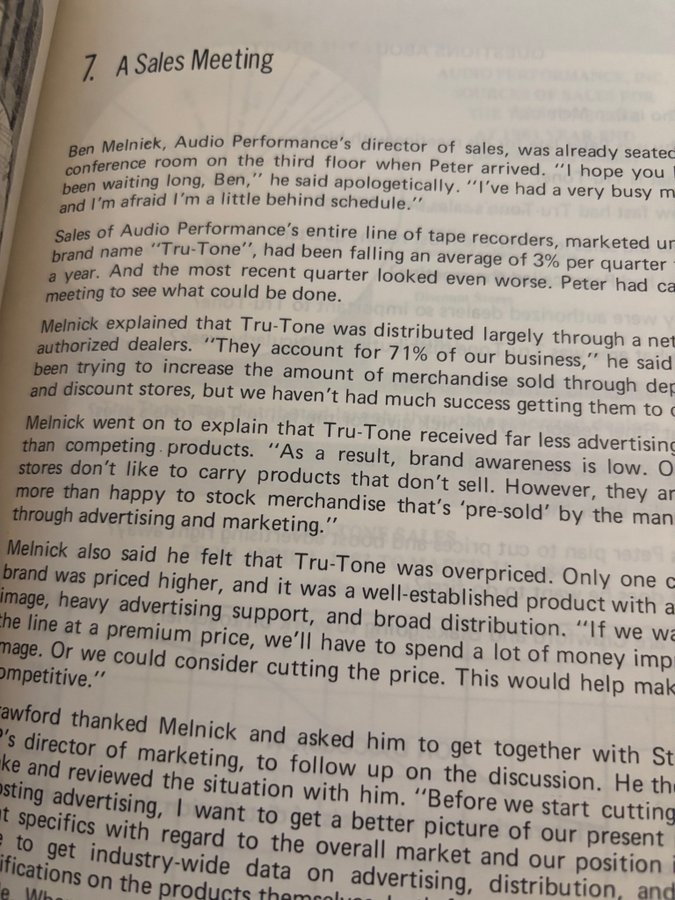 7. A Sales Meeting
Ben Melnick, Audio Performance's director of sales, was already seated
conference room on the third floor when Peter arrived. "I hope you
been waiting long, Ben," he said apologetically. "I've had a very busy m
and I'm afraid I'm a little behind schedule."
Sales of Audio Performance's entire line of tape recorders, marketed un
brand name "Tru-Tone", had been falling an average of 3% per quarter
a year. And the most recent quarter looked even worse. Peter had ca
meeting to see what could be done.
Melnick explained that Tru-Tone was distributed largely through a net
authorized dealers. "They account for 71% of our business," he said
been trying to increase the amount of merchandise sold through dep
and discount stores, but we haven't had much success getting them to c
Melnick went on to explain that Tru-Tone received far less advertising
than competing products. "As a result, brand awareness is low. O
stores don't like to carry products that don't sell. However, they ar
more than happy to stock merchandise that's 'pre-sold' by the man
through advertising and marketing."
Melnick also said he felt that Tru-Tone was overpriced. Only one c
brand was priced higher, and it was a well-established product with a
image, heavy advertising support, and broad distribution. "If we wa
the line at a premium price, we'll have to spend a lot of money imp
mage. Or we could consider cutting the price. This would help mak
ompetitive."
rawford thanked Melnick and asked him to get together with St
P's director of marketing, to follow up on the discussion. He the
ke and reviewed the situation with him. "Before we start cutting
osting advertising, I want to get a better picture of our present
t specifics with regard to the overall market and our position i
e to get industry-wide data on advertising, distribution, and
ifications on the products themselves